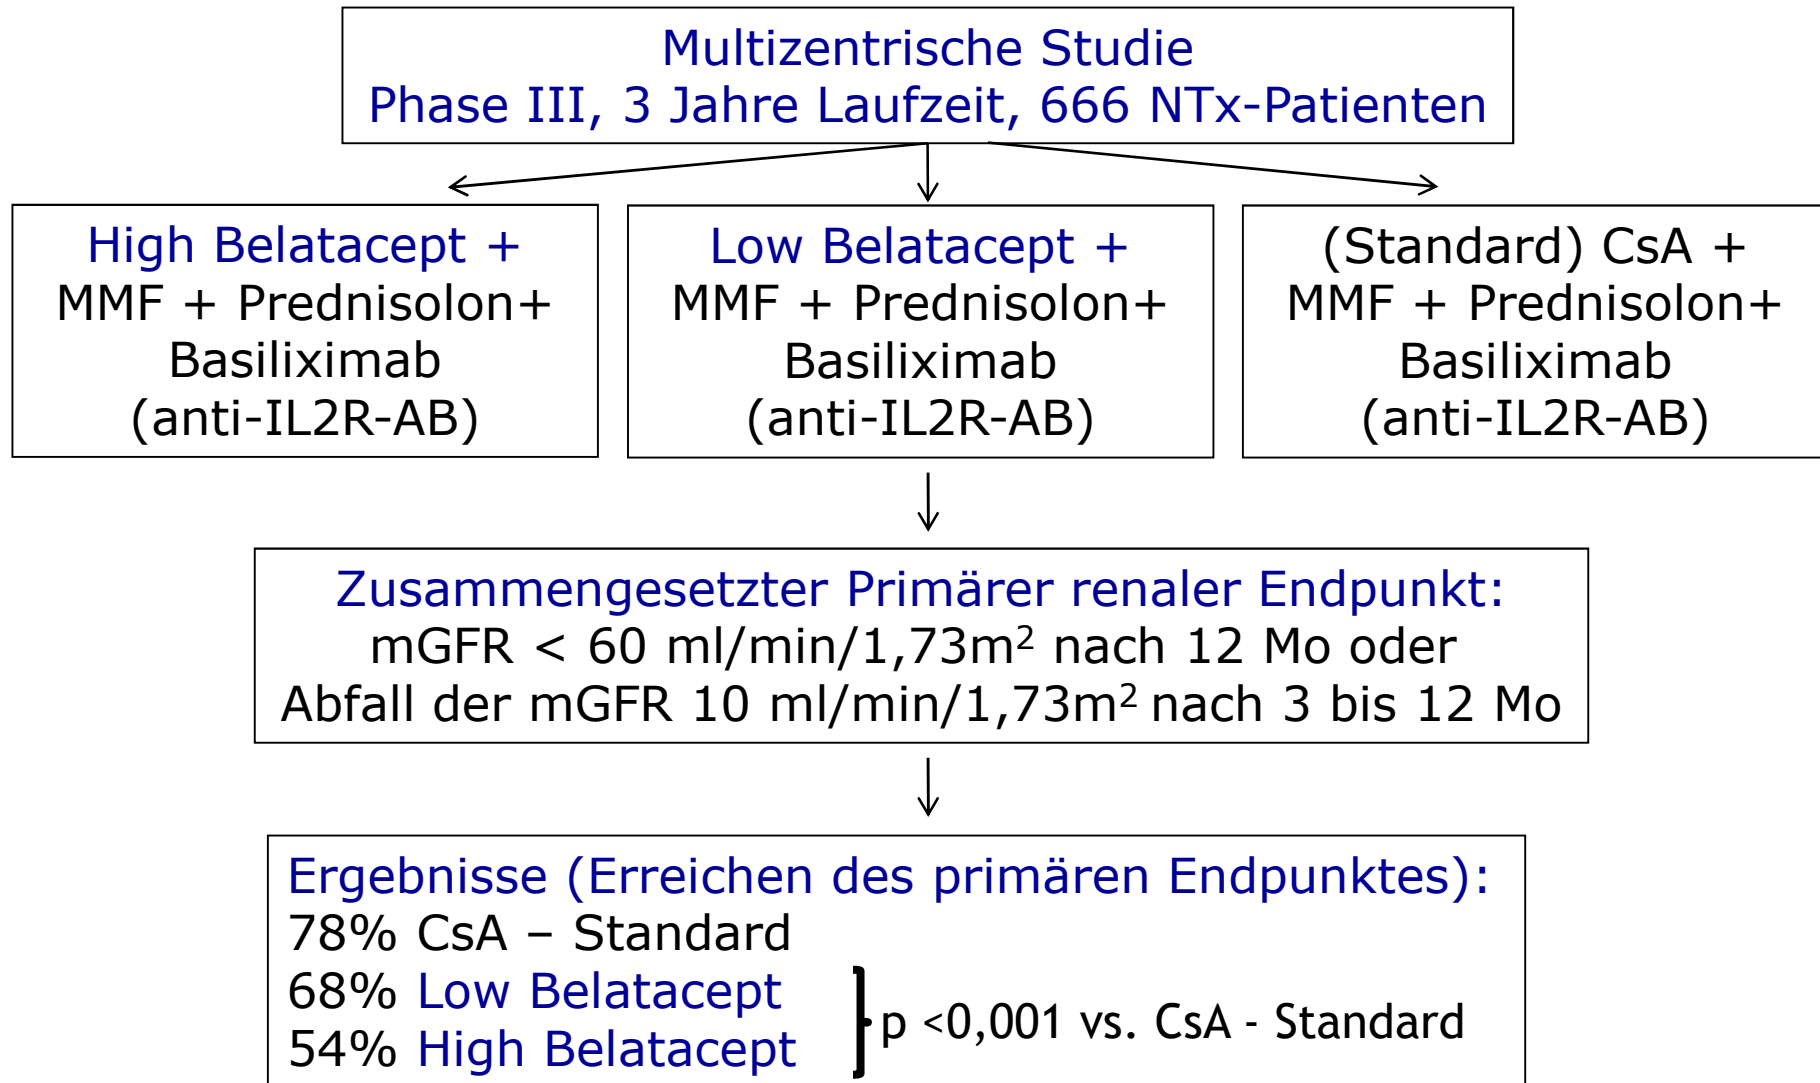 Multizentrische Studie
Phase III, 3 Jahre Laufzeit, 666 NTx-Patienten
High Belatacept +
MMF + Prednisolon+
Basiliximab
(anti-IL2R-AB)
Low Belatacept +
MMF + Prednisolon+
Basiliximab
(anti-IL2R-AB)
(Standard) CsA +
MMF + Prednisolon+
Basiliximab
(anti-IL2R-AB)
Zusammengesetzter Primärer renaler Endpunkt:
mGFR < 60 ml/min/1,73m² nach 12 Mo oder
Abfall der mGFR 10 ml/min/1,73m² nach 3 bis 12 Mo
Ergebnisse (Erreichen des primären Endpunktes):
78% CsA – Standard
68% Low Belatacept
54% High Belatacept
p <0,001 vs. CsA - Standard